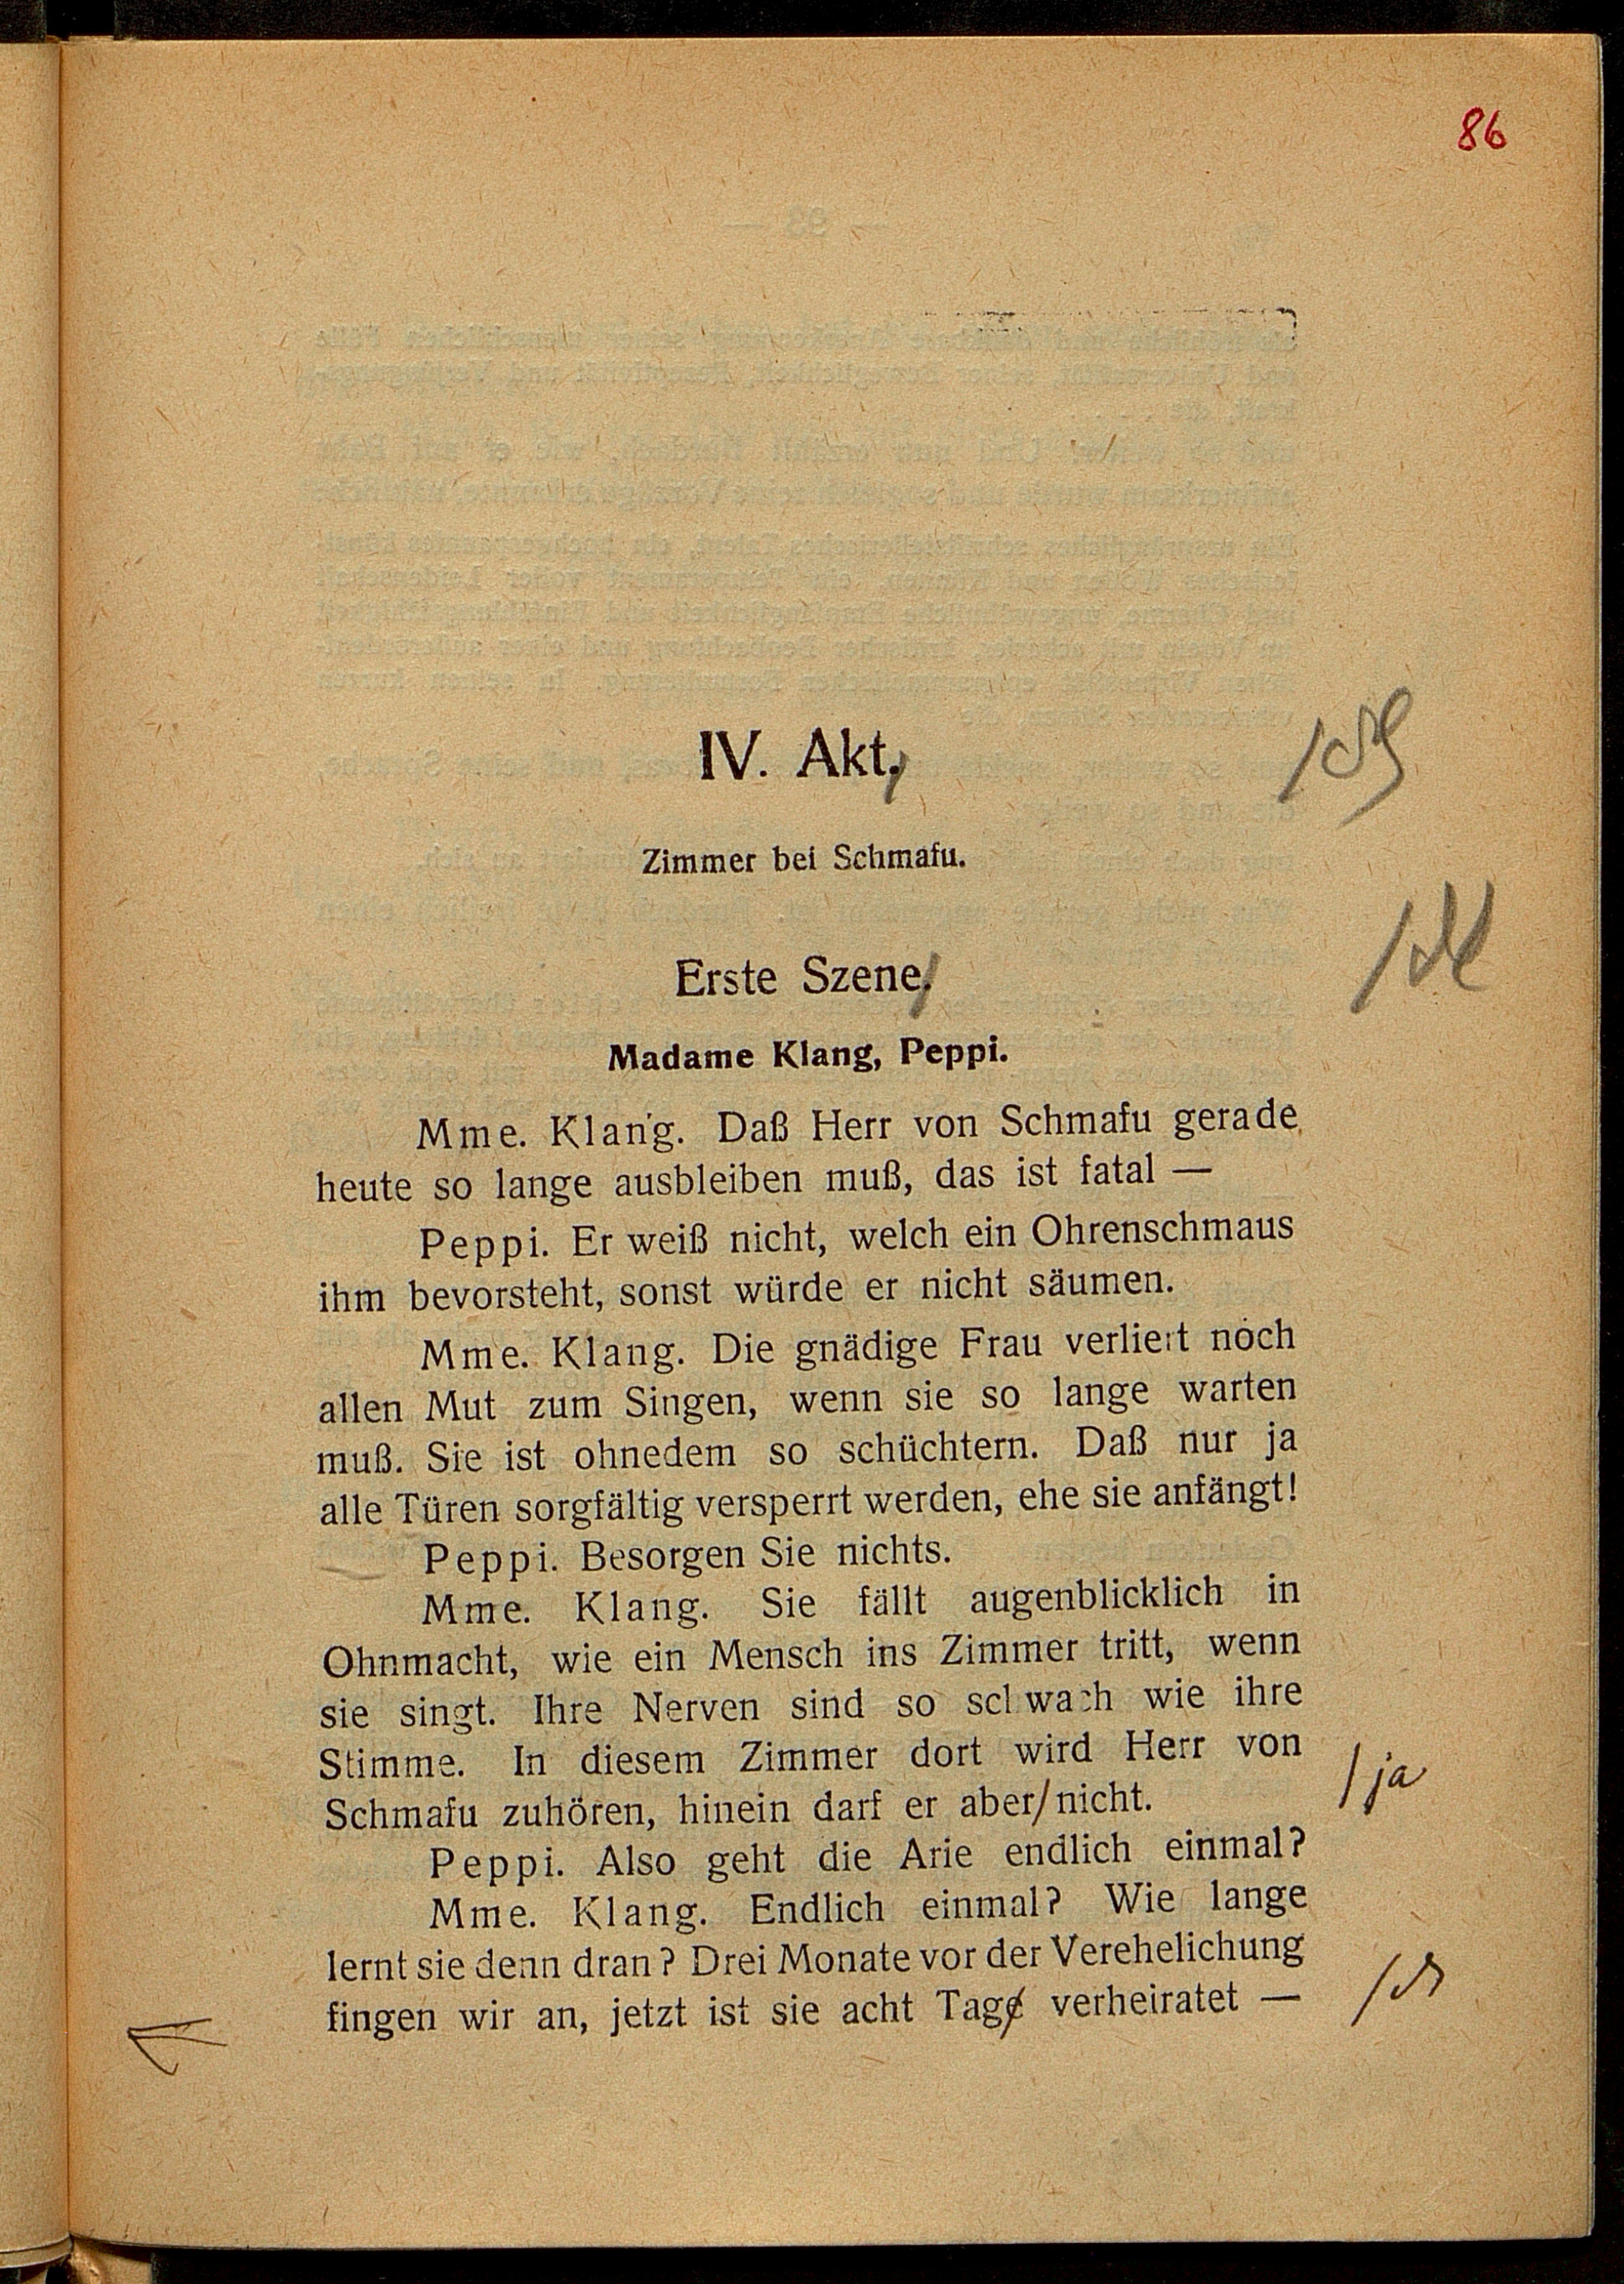 86
IV. Akt.
Zimmer bei Schmafu.
Erste Szene.
Madame Klang, Peppi.
Mme. Klang. Daß Herr von Schmafu gerade
heute so lange ausbleiben muß, das ist fatal —
Peppi. Er weiß nicht, welch ein Ohrenschmaus
ihm bevorsteht, sonst würde er nicht säumen.
Mme. Klang. Die gnädige Frau verliert noch
allen Mut zum Singen, wenn sie so lange warten
muß. Sie ist ohnedem so schüchtern. Daß nur ja
alle Türen sorgfältig versperrt werden, ehe sie anfängt!
Peppi. Besorgen Sie nichts.
Mme. Klang. Sie fällt augenblicklich in
Ohnmacht, wie ein Mensch ins Zimmer tritt, wenn
sie singt. Ihre Nerven sind so schwach wie ihre
Stimme. In diesem Zimmer dort wird Herr von
Schmafu zuhören, hinein darf er aber/nicht.
/ ja
Peppi. Also geht die Arie endlich einmal?
Mme. Klang. Endlich einmal? Wie lange
lernt sie denn dran? Drei Monate vor der Verehelichung
fingen wir an, jetzt ist sie acht Tage verheiratet —